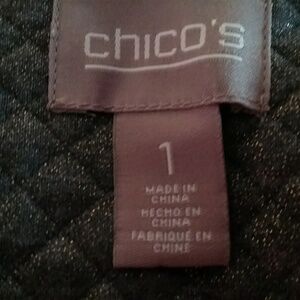 chico's
1
MADE IN
CHINA
HECHO EN
CHINA
FABRIQUÉ EN
CHINE